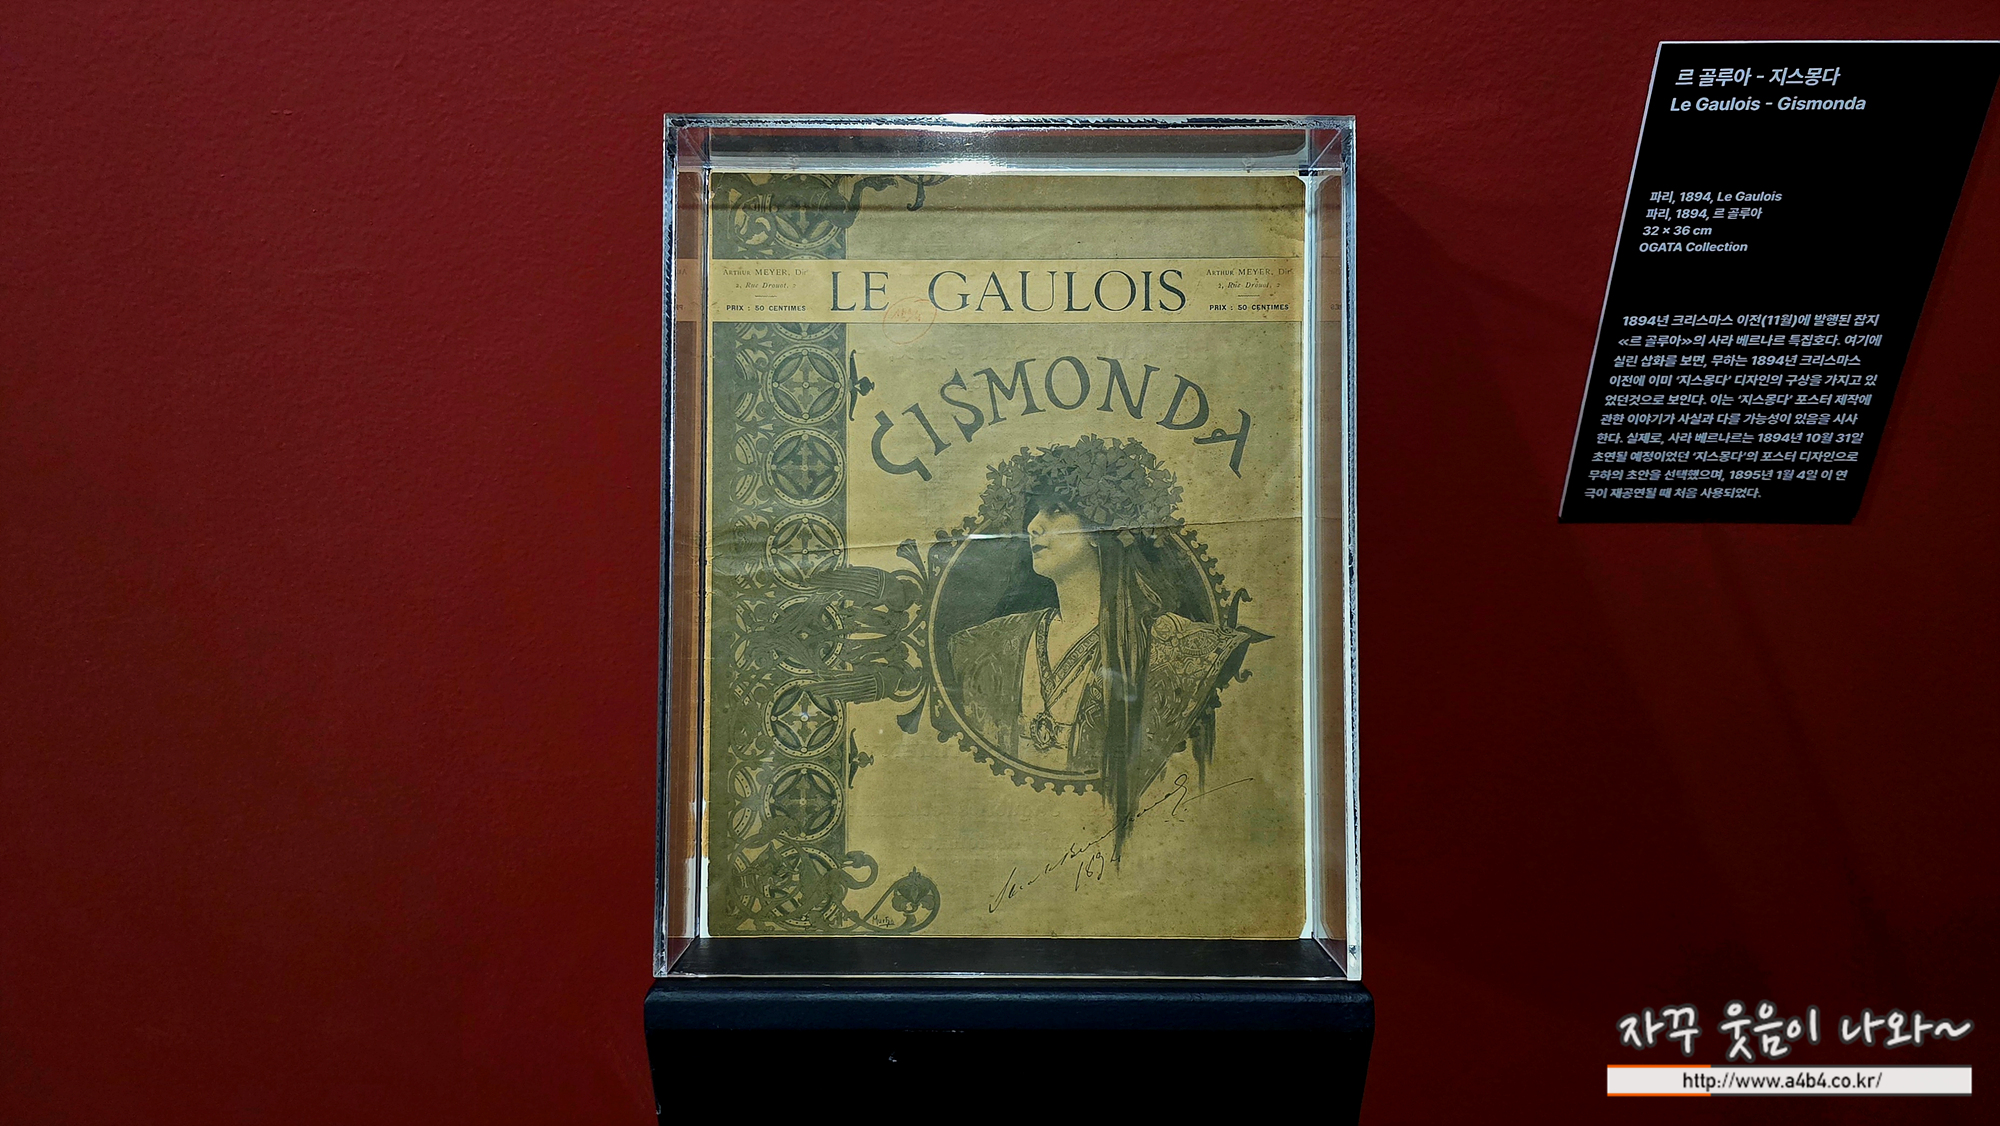 르 골루아 - 지스몽다
Le Gaulois - Gismonda
파리, 1894, Le Gaulois
파리, 1894, 르 골루아
32 × 36 cm
OGATA Collection
1894년 크리스마스 이전(11월)에 발행된 잡지
≪르 골루아≫의 사라 베르나르 특집호다. 여기에
실린 삽화를 보면, 무하는 1894년 크리스마스
이전에 이미 ‘지스몽다’ 디자인의 구상을 가지고 있
었던것으로 보인다. 이는 ‘지스몽다’ 포스터 제작에
관한 이야기가 사실과 다를 가능성이 있음을 시사
한다. 실제로, 사라 베르나르는 1894년 10월 31일
초연될 예정이었던 ‘지스몽다’의 포스터 디자인으로
무하의 초안을 선택했으며, 1895년 1월 4일 이 연
극이 재공연될 때 처음 사용되었다.
ARTHUR MEYER, Dir
2, Rue Drouot, 2
PRIX : 50 CENTIMES
LE GAULOIS
ARTHUR MEYER, Dir
2, Rue Drouot, 2
PRIX : 50 CENTIMES
GISMONDA
Sarah Bernhardt
1894
자꾸 웃음이 나와~
http://www.a4b4.co.kr/